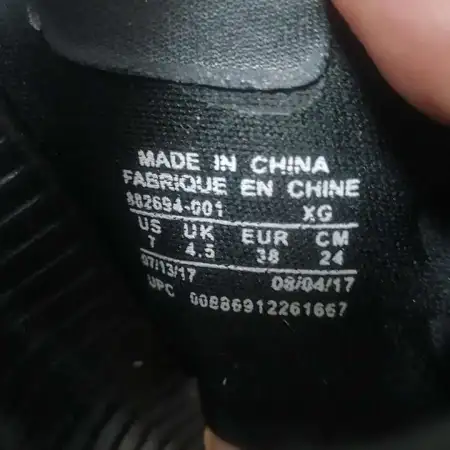 MADE IN CHINA
FABRIQUE EN CHINE
882694-001 XG
US UK EUR CM
7 4.5 38 24
07/13/17 08/04/17
UPC 00886912261667